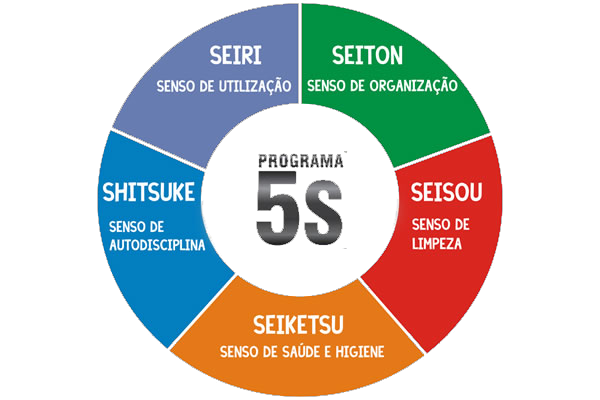 SEIRI
SENSO DE UTILIZAÇÃO
SEITON
SENSO DE ORGANIZAÇÃO
SHITSUKE
SENSO DE
AUTODISCIPLINA
PROGRAMA
5S
SEISOU
SENSO DE
LIMPEZA
SEIKETSU
SENSO DE SAÚDE E HIGIENE